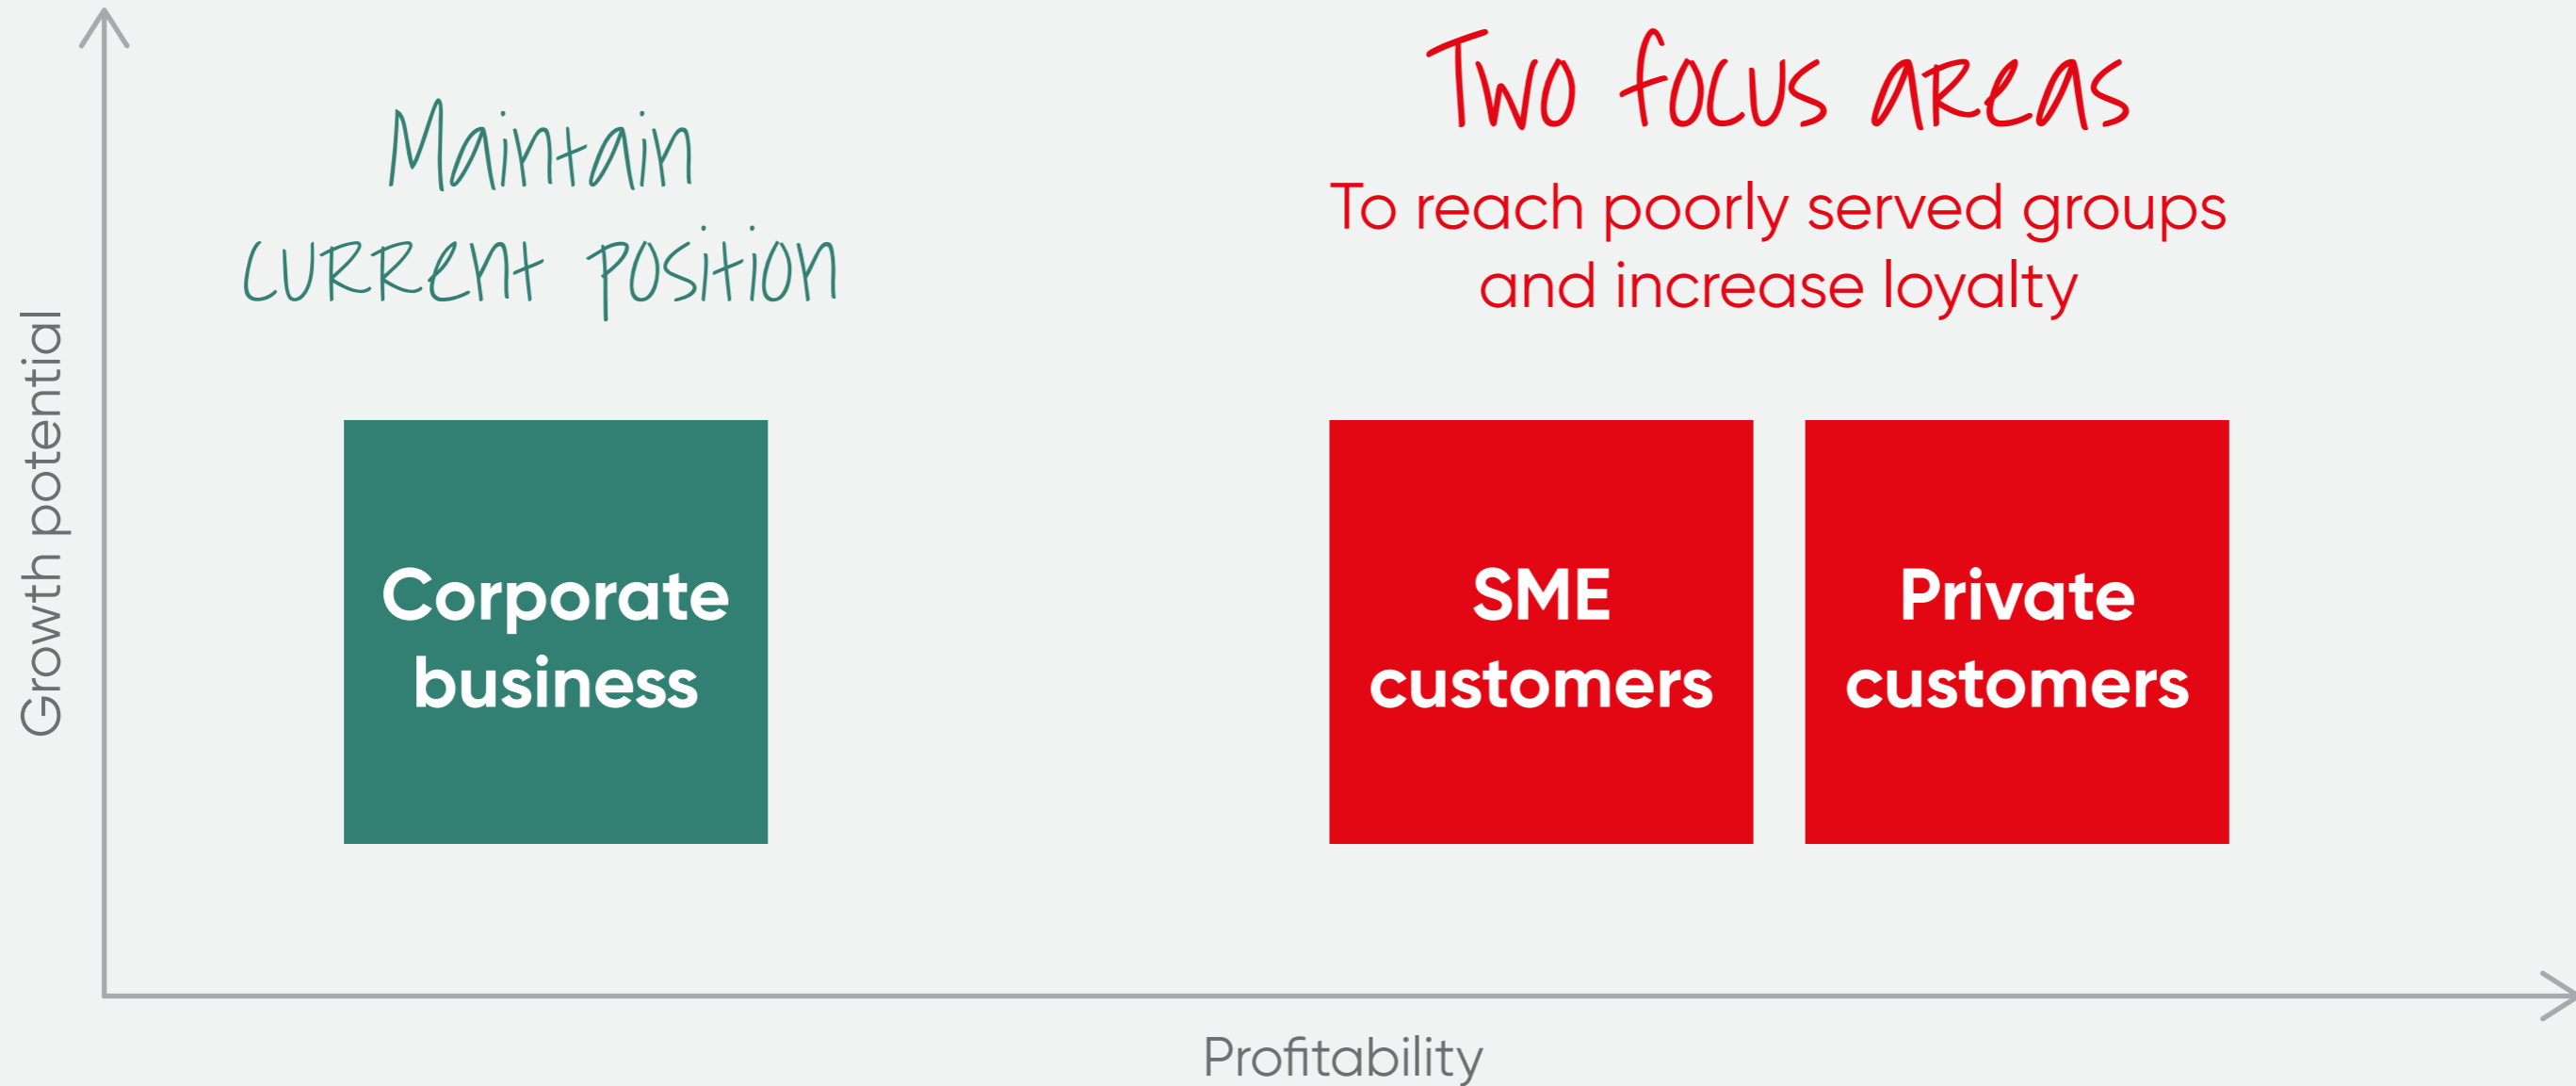 Maintain
current position
Two focus areas
To reach poorly served groups
and increase loyalty
Growth potential
Corporate
business
SME
customers
Private
customers
Profitability